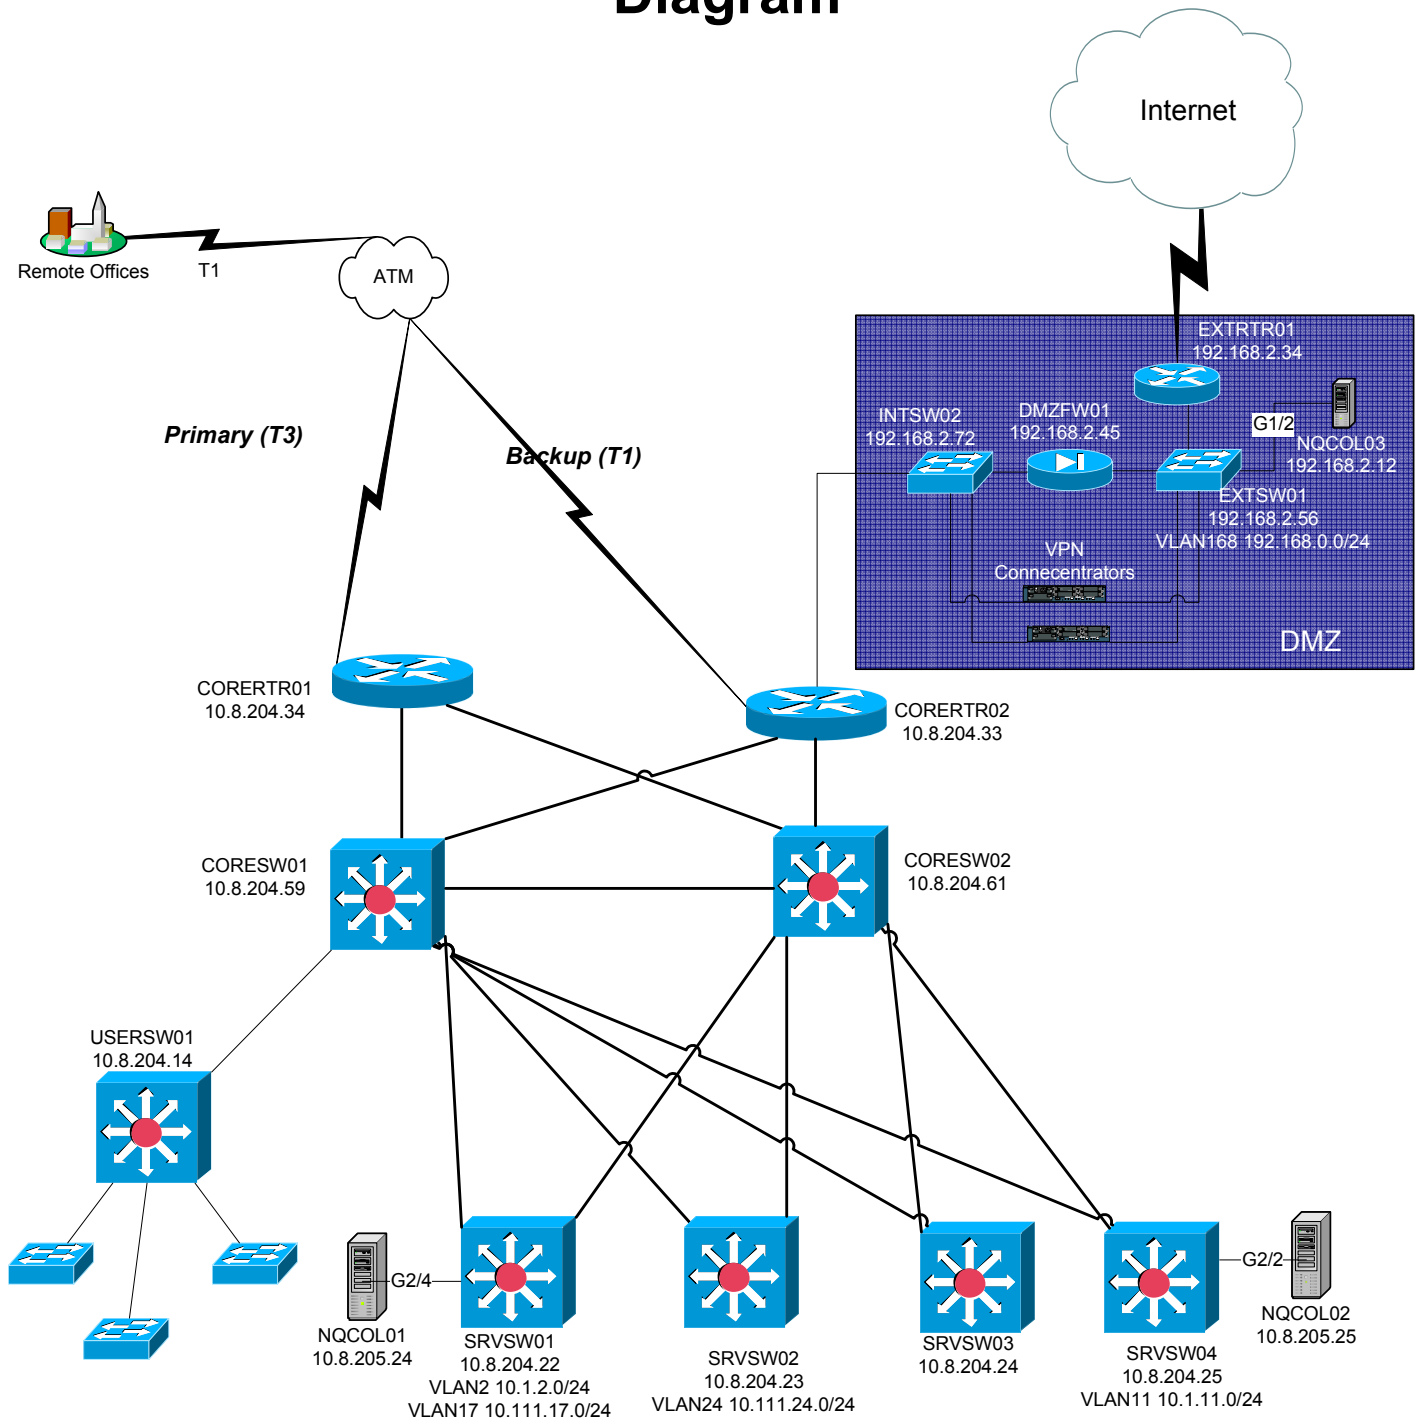 Diagram
Internet
Remote Offices
T1
ATM
Primary (T3)
Backup (T1)
EXTRTR01
192.168.2.34
INTSW02
192.168.2.72
DMZFW01
192.168.2.45
G1/2
NQCOL03
192.168.2.12
EXTSW01
192.168.2.56
VLAN168 192.168.0.0/24
VPN
Connecentrators
DMZ
CORERTR01
10.8.204.34
CORERTR02
10.8.204.33
CORESW01
10.8.204.59
CORESW02
10.8.204.61
USERSW01
10.8.204.14
G2/4
NQCOL01
10.8.205.24
SRVSW01
10.8.204.22
VLAN2 10.1.2.0/24
VLAN17 10.111.17.0/24
SRVSW02
10.8.204.23
VLAN24 10.111.24.0/24
SRVSW03
10.8.204.24
SRVSW04
10.8.204.25
VLAN11 10.1.11.0/24
G2/2
NQCOL02
10.8.205.25